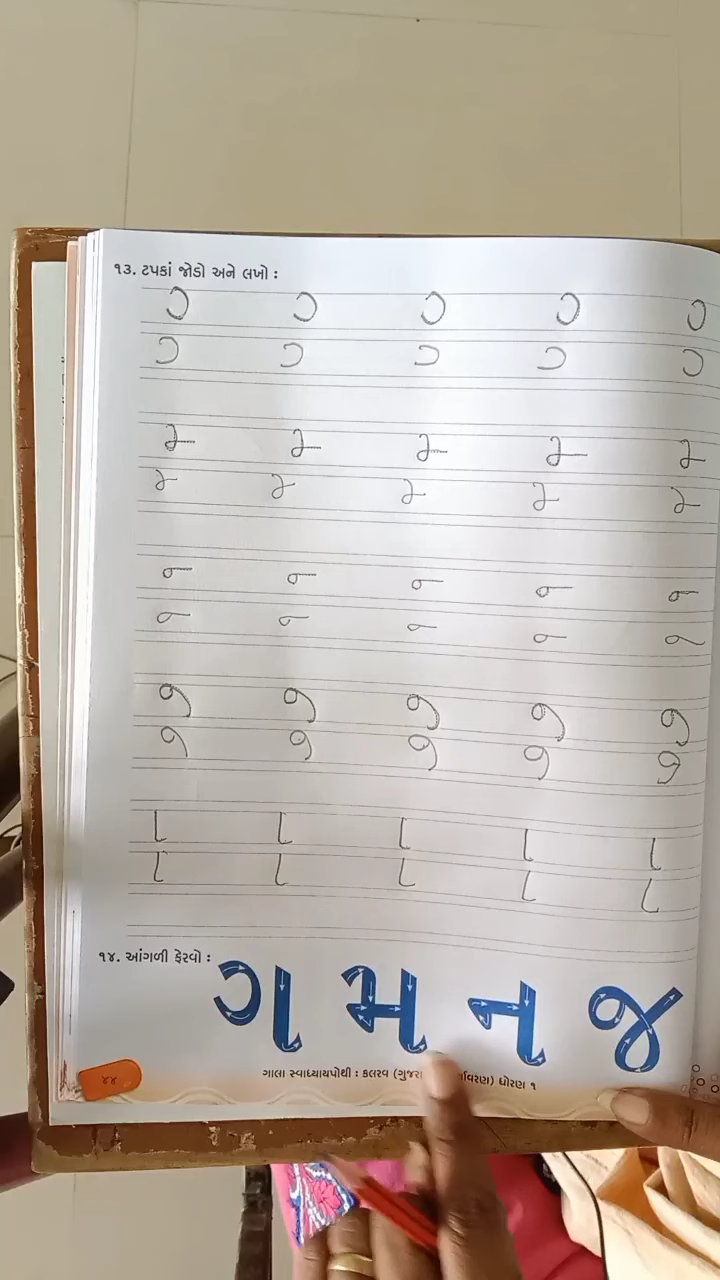 ૧૩. ટપકાં જોડો અને લખો :
૧૪. આંગળી ફેરવો :
ગ મ ન જ
૪૪
ગાલા સ્વાધ્યાયપોથી : કલરવ (ગુજરા ાવરણ) ધોરણ ૧